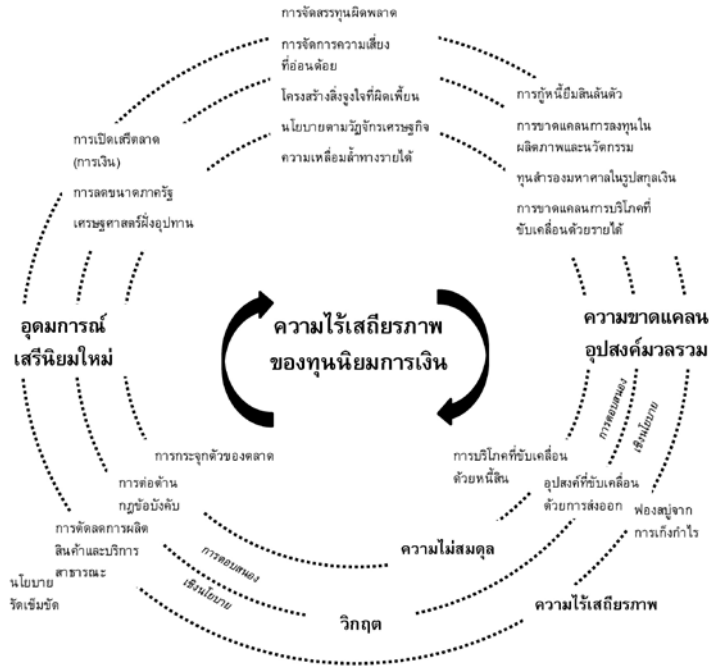 การจัดสรรทุนผิดพลาด
การจัดการความเสี่ยง
ที่อ่อนด้อย
โครงสร้างสิ่งจูงใจที่ผิดเพี้ยน
นโยบายตามวัฏจักรเศรษฐกิจ
ความเหลื่อมล้ำทางรายได้
การกู้หนี้ยืมสินล้นตัว
การขาดแคลนการลงทุนใน
ผลิตภาพและนวัตกรรม
ทุนสำรองมหาศาลในรูปสกุลเงิน
การขาดแคลนการบริโภคที่
ขับเคลื่อนด้วยรายได้
การเปิดเสรีตลาด
(การเงิน)
การลดขนาดภาครัฐ
เศรษฐศาสตร์ฝั่งอุปทาน
อุดมการณ์
เสรีนิยมใหม่
ความไร้เสถียรภาพ
ของทุนนิยมการเงิน
ความขาดแคลน
อุปสงค์มวลรวม
การตอบสนอง
เชิงนโยบาย
การบริโภคที่ขับเคลื่อน
ด้วยหนี้สิน
อุปสงค์ที่ขับเคลื่อน
ด้วยการส่งออก
ฟองสบู่จาก
การเก็งกำไร
การกระจุกตัวของตลาด
การต่อต้าน
กฎข้อบังคับ
การตัดลดการผลิต
สินค้าและบริการ
สาธารณะ
นโยบาย
รัดเข็มขัด
การตอบสนอง
เชิงนโยบาย
ความไม่สมดุล
วิกฤต
ความไร้เสถียรภาพ